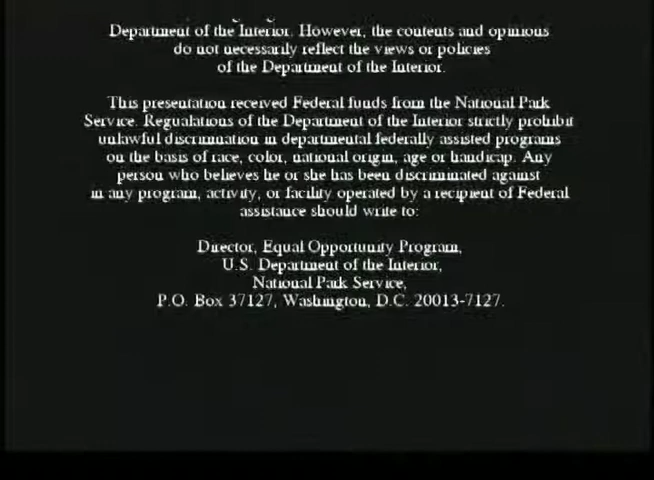 Department of the Interior. However, the contents and opinions
do not necessarily reflect the views or policies
of the Department of the Interior.
This presentation received Federal funds from the National Park
Service. Regualations of the Department of the Interior strictly prohibit
unlawful discrimnation in departmental federally assisted programs
on the basis of race, color, national origin, age or handicap. Any
person who believes he or she has been discriminated against
in any program, activity, or facility operated by a recipient of Federal
assistance should write to:
Director, Equal Opportunity Program,
U.S. Department of the Interior,
National Park Service,
P.O. Box 37127, Washington, D.C. 20013-7127.